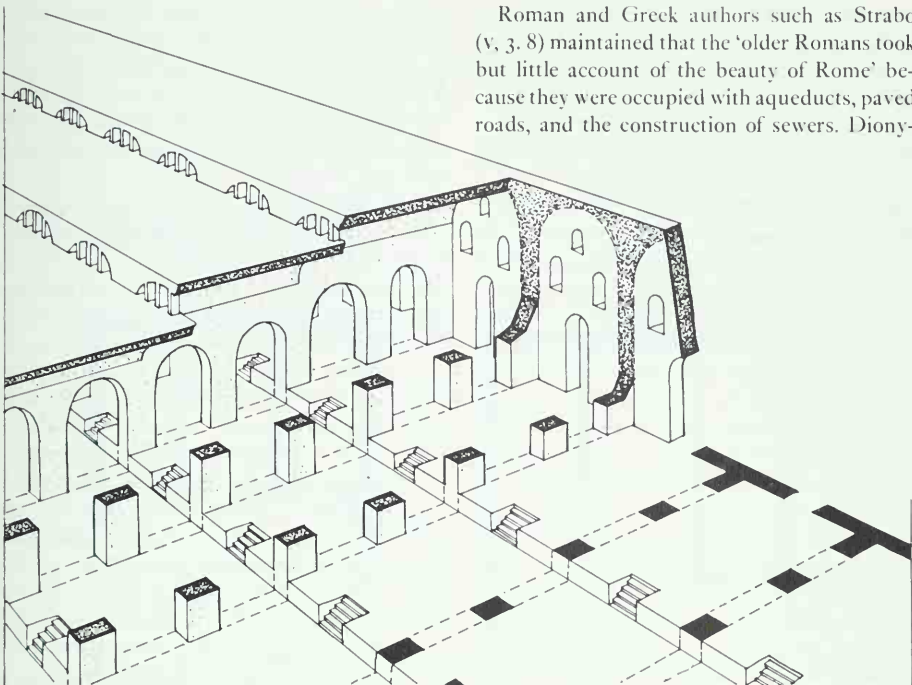 Roman and Greek authors such as Strabo
(v, 3. 8) maintained that the ‘older Romans took
but little account of the beauty of Rome’ be-
cause they were occupied with aqueducts, paved
roads, and the construction of sewers. Diony-